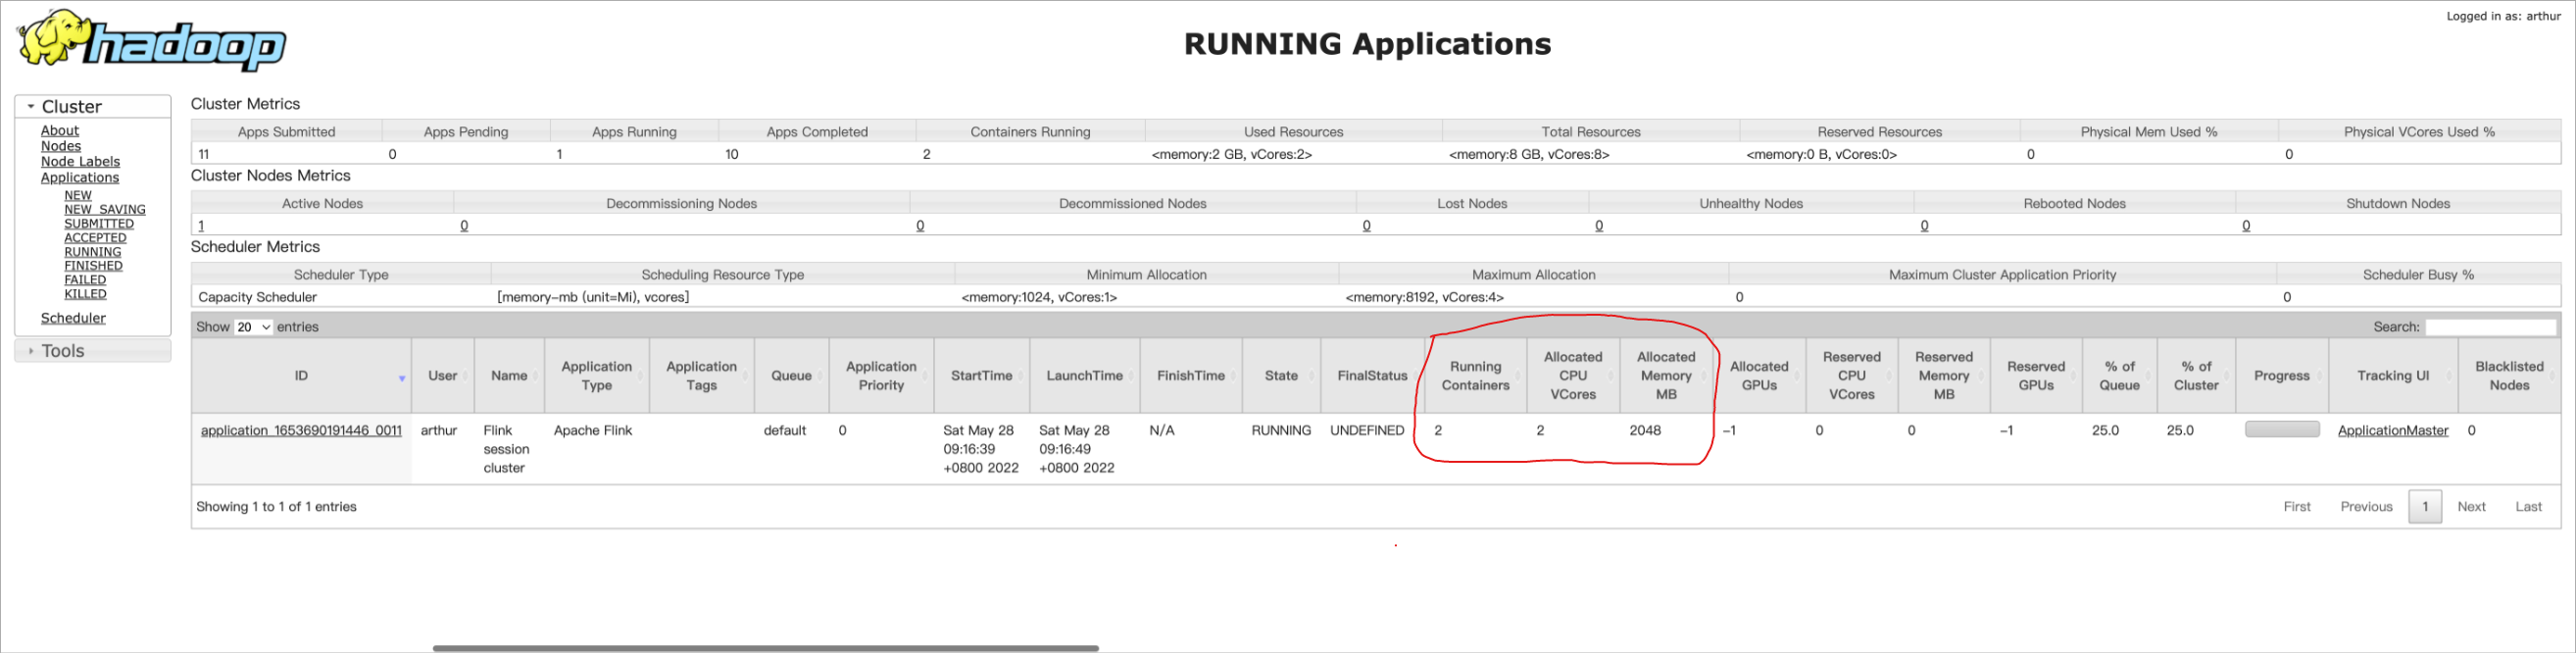 Logged in as: arthur
hadoop
RUNNING Applications
Cluster
About
Nodes
Node Labels
Applications
NEW
NEW_SAVING
SUBMITTED
ACCEPTED
RUNNING
FINISHED
FAILED
KILLED
Scheduler
Tools
Cluster Metrics
Apps Submitted Apps Pending Apps Running Apps Completed Containers Running Used Resources Total Resources Reserved Resources Physical Mem Used % Physical VCores Used %
11 0 1 10 2 <memory:2 GB, vCores:2> <memory:8 GB, vCores:8> <memory:0 B, vCores:0> 0 0
Cluster Nodes Metrics
Active Nodes Decommissioning Nodes Decommissioned Nodes Lost Nodes Unhealthy Nodes Rebooted Nodes Shutdown Nodes
1 0 0 0 0 0 0
Scheduler Metrics
Scheduler Type Scheduling Resource Type Minimum Allocation Maximum Allocation Maximum Cluster Application Priority Scheduler Busy %
Capacity Scheduler [memory-mb (unit=Mi), vcores] <memory:1024, vCores:1> <memory:8192, vCores:4> 0 0
Show 20 entries Search:
ID User Name Application Type Application Tags Queue Application Priority StartTime LaunchTime FinishTime State FinalStatus Running Containers Allocated CPU VCores Allocated Memory MB Allocated GPUs Reserved CPU VCores Reserved Memory MB Reserved GPUs % of Queue % of Cluster Progress Tracking UI Blacklisted Nodes
application_1653690191446_0011 arthur Flink session cluster Apache Flink default 0 Sat May 28 09:16:39 +0800 2022 Sat May 28 09:16:49 +0800 2022 N/A RUNNING UNDEFINED 2 2 2048 -1 0 0 -1 25.0 25.0 ApplicationMaster 0
Showing 1 to 1 of 1 entries First Previous 1 Next Last